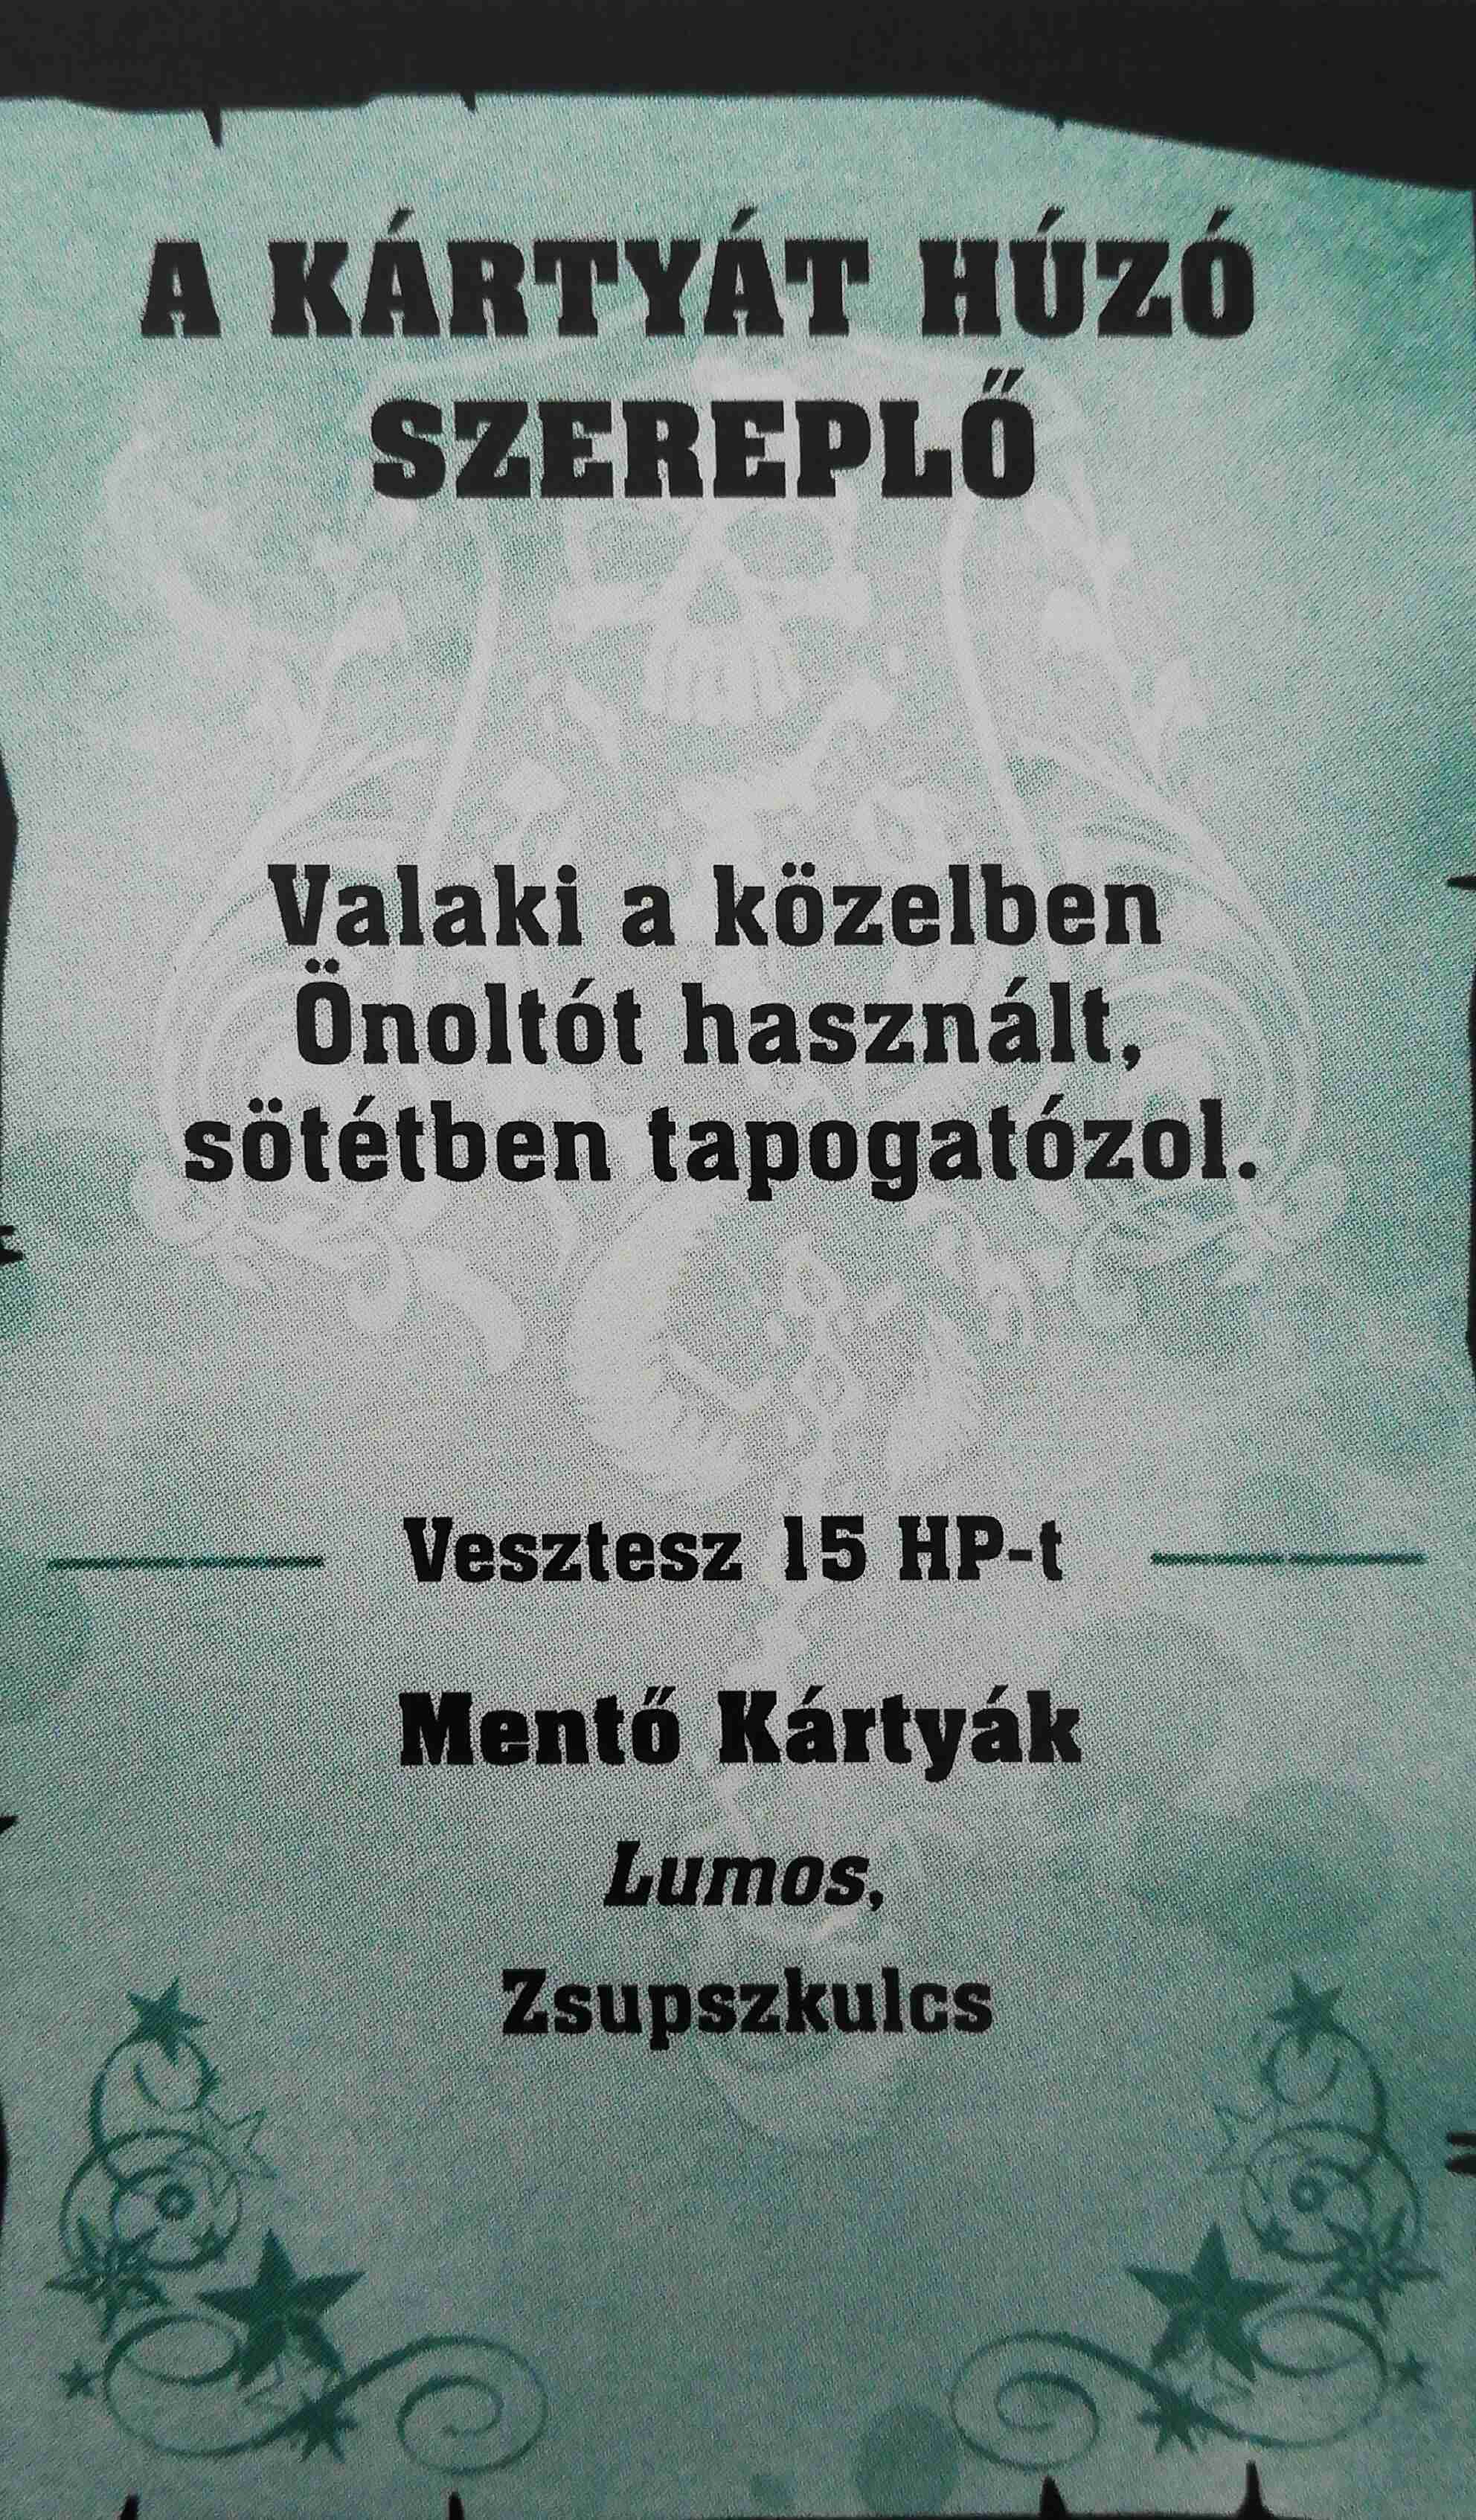 A KÁRTYÁT HÚZÓ
SZEREPLŐ
Valaki a közelben
Önoltót használt,
sötétben tapogatózol.
Vesztesz 15 HP-t
Mentő Kártyák
Lumos,
Zsupszkulcs